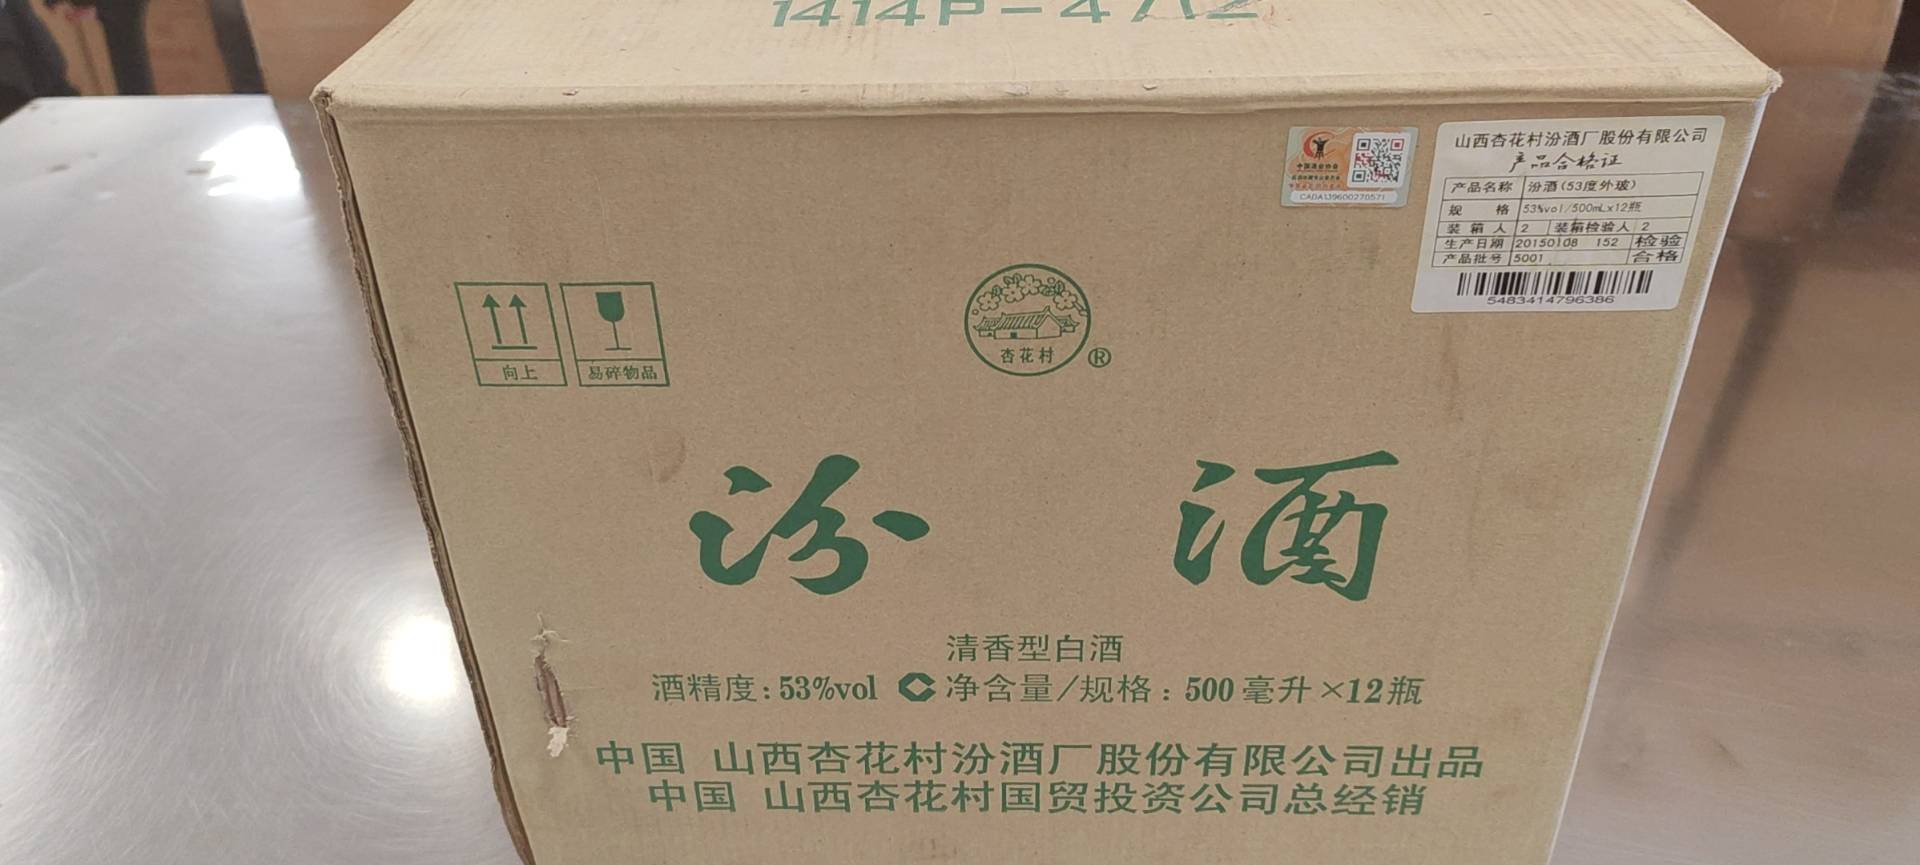 中国酒业协会
CADA139600270571
山西杏花村汾酒厂股份有限公司
产品合格证
产品名称 汾酒(53度外玻)
规 格 53%vol/500mL×12瓶
装箱人 2 装箱检验人 2
生产日期 20150108 152 检验
产品批号 5001 合格
5483414796386
向上 易碎物品
杏花村®
汾酒
清香型白酒
酒精度:53%vol 净含量/规格:500毫升×12瓶
中国 山西杏花村汾酒厂股份有限公司出品
中国 山西杏花村国贸投资公司总经销